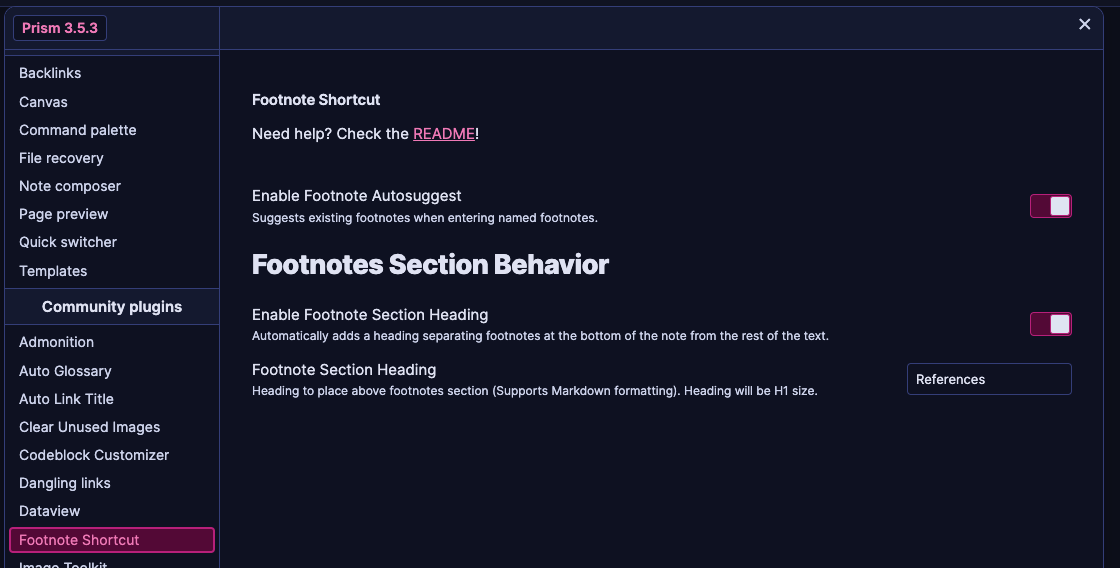 Prism 3.5.3
Backlinks
Canvas
Command palette
File recovery
Note composer
Page preview
Quick switcher
Templates
Community plugins
Admonition
Auto Glossary
Auto Link Title
Clear Unused Images
Codeblock Customizer
Dangling links
Dataview
Footnote Shortcut
Image Toolkit
Footnote Shortcut
Need help? Check the README!
Enable Footnote Autosuggest
Suggests existing footnotes when entering named footnotes.
Footnotes Section Behavior
Enable Footnote Section Heading
Automatically adds a heading separating footnotes at the bottom of the note from the rest of the text.
Footnote Section Heading
Heading to place above footnotes section (Supports Markdown formatting). Heading will be H1 size.
References